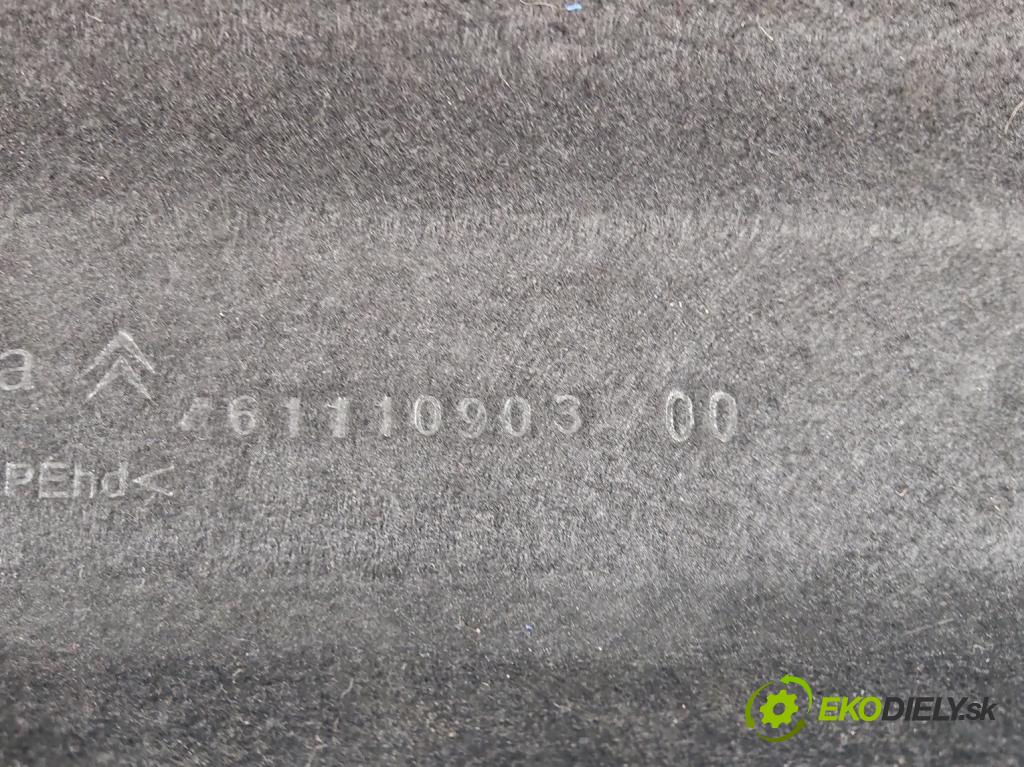 a
461110903 00
PEhd<
EKODIELY.sk